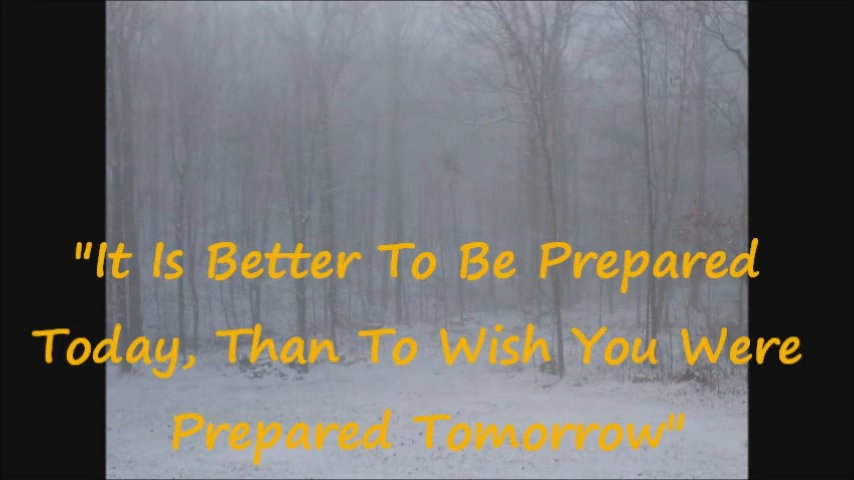 "It Is Better To Be Prepared
Today, Than To Wish You Were
Prepared Tomorrow"